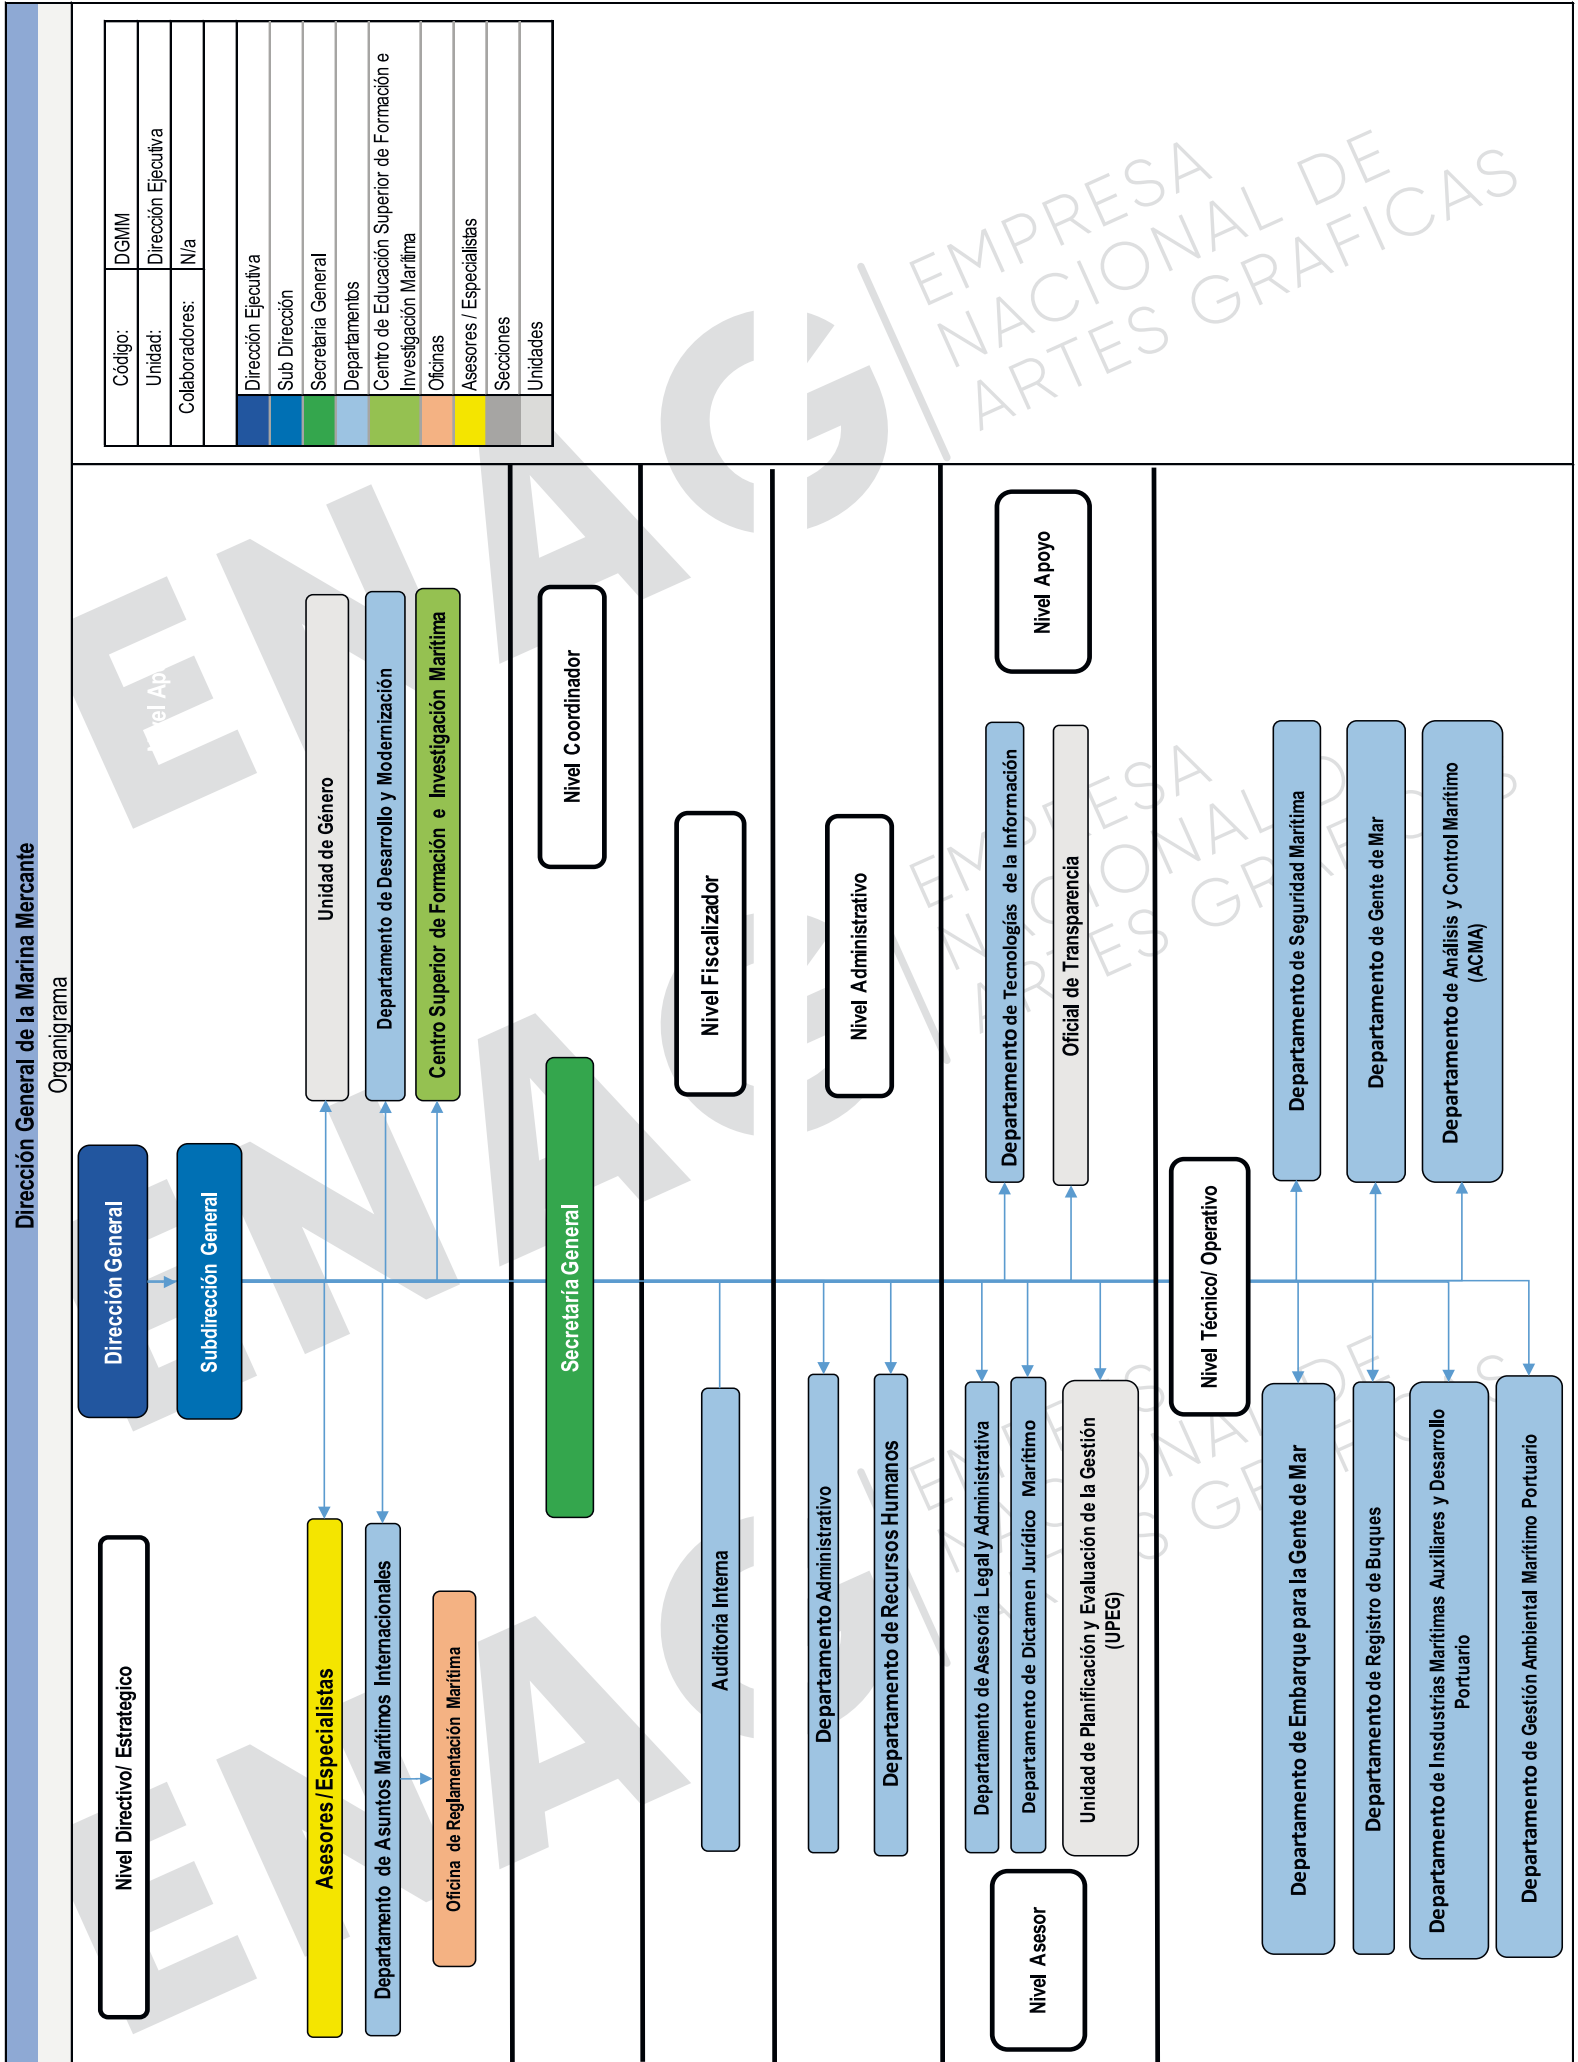 Dirección General de la Marina Mercante
Organigrama
Código: DGMM
Unidad: Dirección Ejecutiva
Colaboradores: N/a
Dirección Ejecutiva
Sub Dirección
Secretaria General
Departamentos
Centro de Educación Superior de Formación e
Investigación Marítima
Oficinas
Asesores / Especialistas
Secciones
Unidades
Nivel Directivo/ Estrategico
Dirección General
Subdirección General
Asesores / Especialistas
Unidad de Género
Departamento de Asuntos Marítimos Internacionales
Departamento de Desarrollo y Modernización
Oficina de Reglamentación Marítima
Centro Superior de Formación e Investigación Marítima
Secretaría General
Nivel Coordinador
Auditoria Interna
Nivel Fiscalizador
Departamento Administrativo
Departamento de Recursos Humanos
Nivel Administrativo
Nivel Asesor
Departamento de Asesoría Legal y Administrativa
Departamento de Dictamen Jurídico Marítimo
Unidad de Planificación y Evaluación de la Gestión
(UPEG)
Departamento de Tecnologías de la Información
Oficial de Transparencia
Nivel Apoyo
Nivel Técnico/ Operativo
Departamento de Embarque para la Gente de Mar
Departamento de Seguridad Marítima
Departamento de Registro de Buques
Departamento de Gente de Mar
Departamento de Insdustrias Marítimas Auxiliares y Desarrollo
Portuario
Departamento de Análisis y Control Marítimo
(ACMA)
Departamento de Gestión Ambiental Marítimo Portuario
ENAG
EMPRESA
NACIONAL DE
ARTES GRAFICAS
ENAG
EMPRESA
NACIONAL D
ARTES GR
ENAG